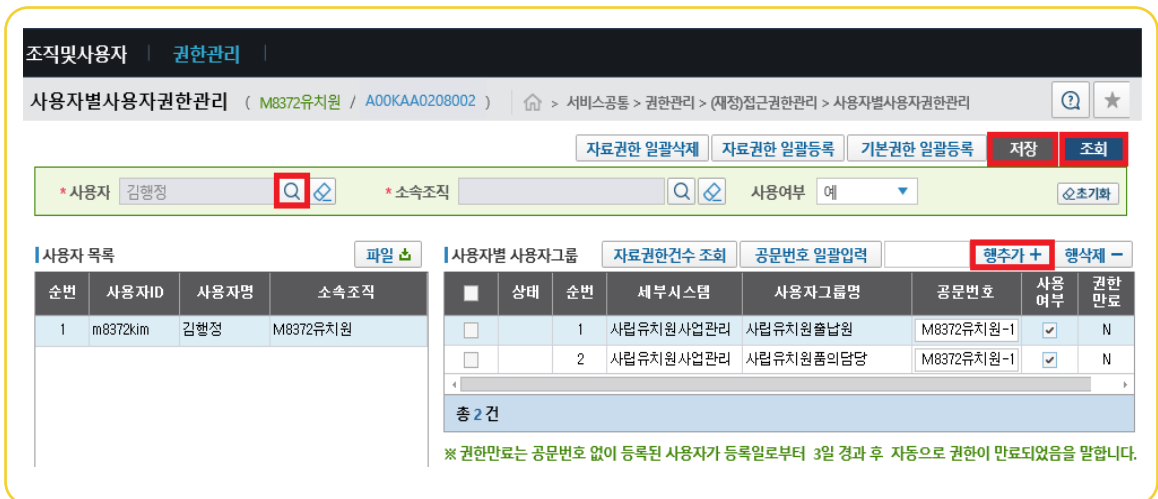 조직및사용자 | 권한관리 |
사용자별사용자권한관리 ( M8372유치원 / A00KAA0208002 ) > 서비스공통 > 권한관리 > (재정)접근권한관리 > 사용자별사용자권한관리
자료권한 일괄삭제 자료권한 일괄등록 기본권한 일괄등록 저장 조회
* 사용자 김행정 * 소속조직 사용여부 예 초기화
사용자 목록 파일 사용자별 사용자그룹 자료권한건수 조회 공문번호 일괄입력 행추가 + 행삭제 −
순번 사용자ID 사용자명 소속조직 상태 순번 세부시스템 사용자그룹명 공문번호 사용여부 권한만료
1 m8372kim 김행정 M8372유치원 1 사립유치원사업관리 사립유치원출납원 M8372유치원-1 N
2 사립유치원사업관리 사립유치원품의담당 M8372유치원-1 N
총 2 건
※ 권한만료는 공문번호 없이 등록된 사용자가 등록일로부터 3일 경과 후 자동으로 권한이 만료되었음을 말합니다.